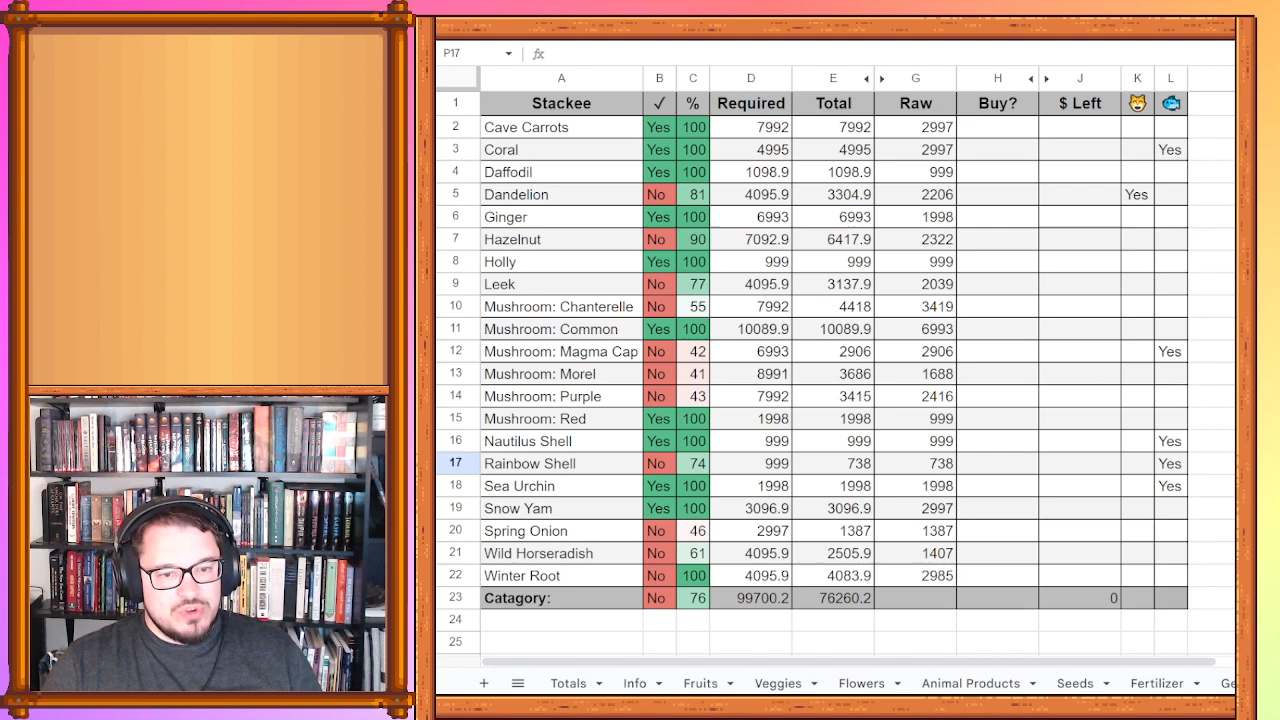 P17 fx
A B C D E G H J K L
1 Stackee ✓ % Required Total Raw Buy? $ Left
2 Cave Carrots Yes 100 7992 7992 2997
3 Coral Yes 100 4995 4995 2997 Yes
4 Daffodil Yes 100 1098.9 1098.9 999
5 Dandelion No 81 4095.9 3304.9 2206 Yes
6 Ginger Yes 100 6993 6993 1998
7 Hazelnut No 90 7092.9 6417.9 2322
8 Holly Yes 100 999 999 999
9 Leek No 77 4095.9 3137.9 2039
10 Mushroom: Chanterelle No 55 7992 4418 3419
11 Mushroom: Common Yes 100 10089.9 10089.9 6993
12 Mushroom: Magma Cap No 42 6993 2906 2906 Yes
13 Mushroom: Morel No 41 8991 3686 1688
14 Mushroom: Purple No 43 7992 3415 2416
15 Mushroom: Red Yes 100 1998 1998 999
16 Nautilus Shell Yes 100 999 999 999 Yes
17 Rainbow Shell No 74 999 738 738 Yes
18 Sea Urchin Yes 100 1998 1998 1998 Yes
19 Snow Yam Yes 100 3096.9 3096.9 2997
20 Spring Onion No 46 2997 1387 1387
21 Wild Horseradish No 61 4095.9 2505.9 1407
22 Winter Root No 100 4095.9 4083.9 2985
23 Catagory: No 76 99700.2 76260.2 0
24
25
+ Totals Info Fruits Veggies Flowers Animal Products Seeds Fertilizer Ge